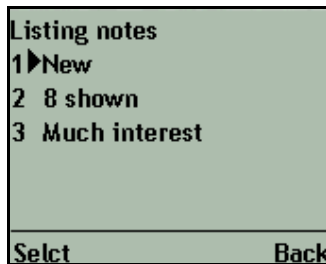 Listing notes
1 New
2 8 shown
3 Much interest
Selct Back